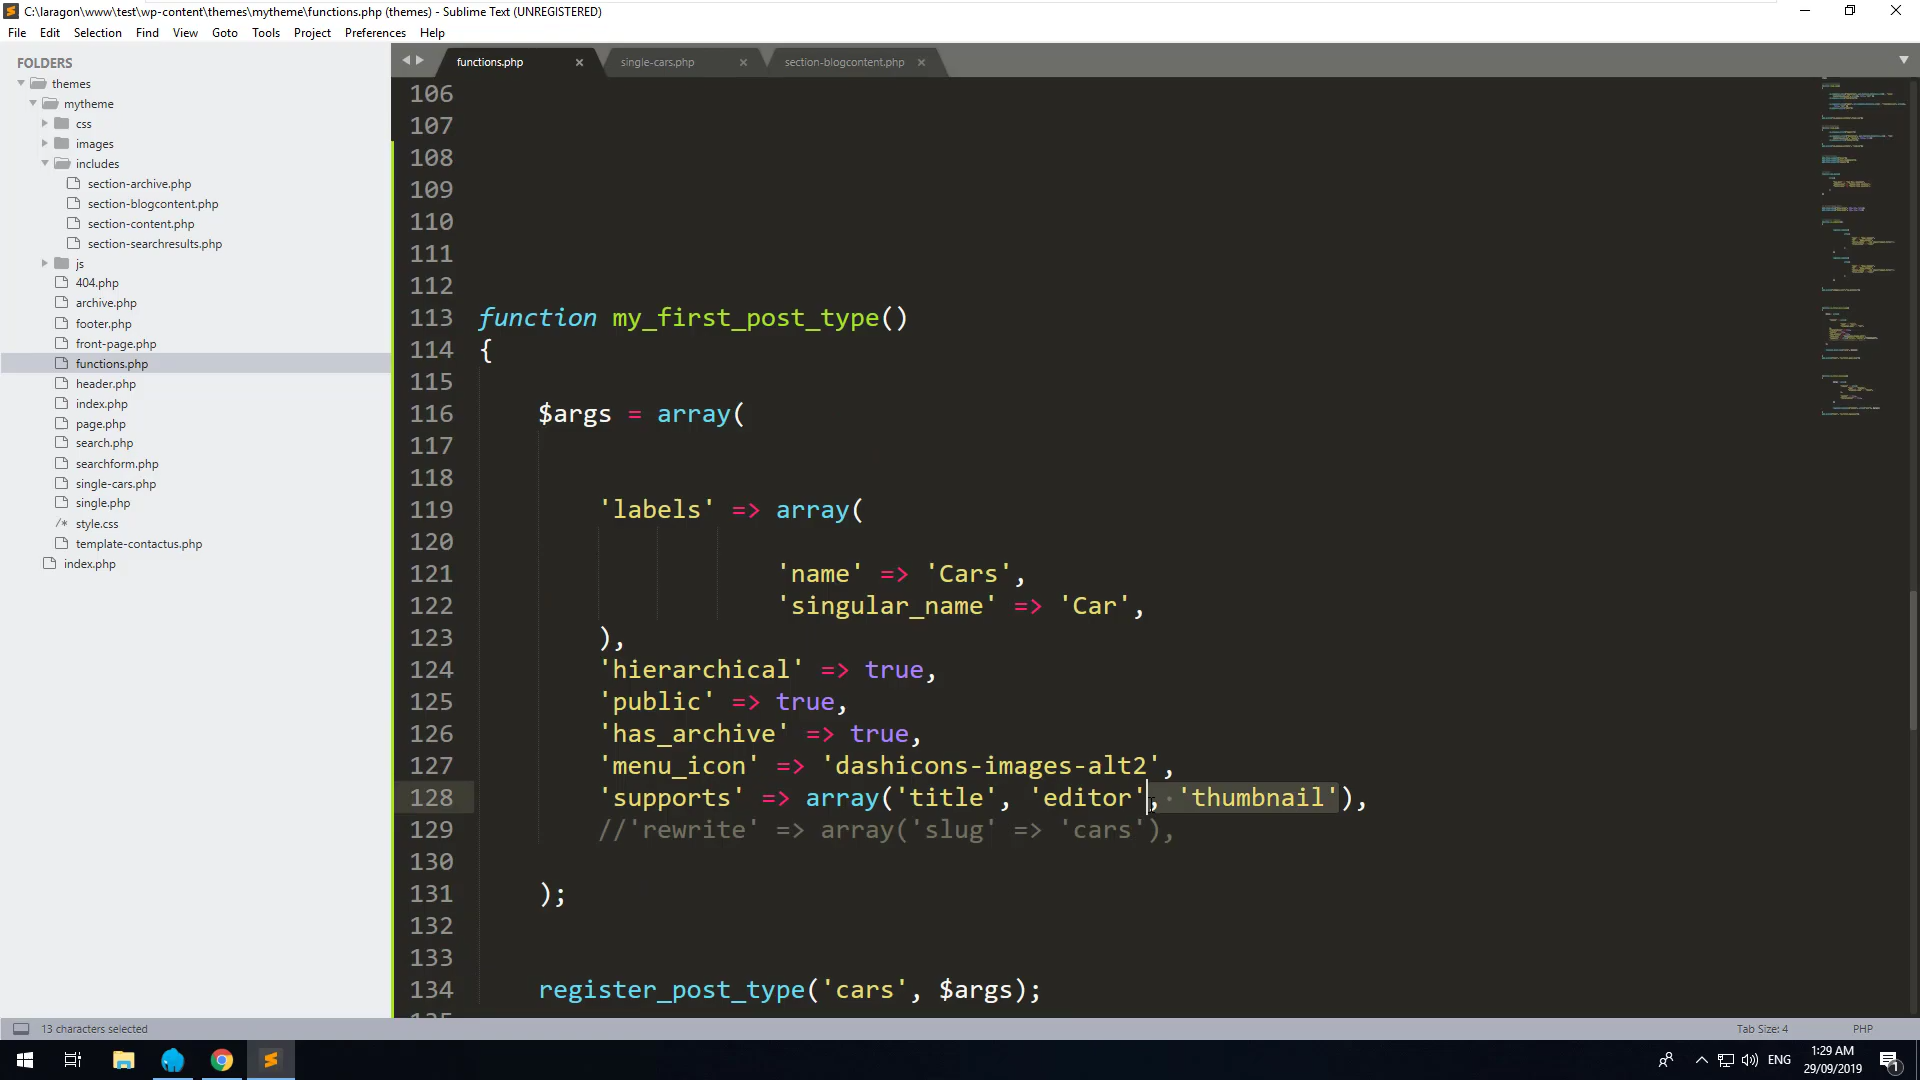 C:\laragon\www\test\wp-content\themes\mytheme\functions.php (themes) - Sublime Text (UNREGISTERED)
File Edit Selection Find View Goto Tools Project Preferences Help
FOLDERS
themes
mytheme
css
images
includes
section-archive.php
section-blogcontent.php
section-content.php
section-searchresults.php
js
404.php
archive.php
footer.php
front-page.php
functions.php
header.php
index.php
page.php
search.php
searchform.php
single-cars.php
single.php
/* style.css
template-contactus.php
index.php
functions.php single-cars.php section-blogcontent.php
106
107
108
109
110
111
112
113 function my_first_post_type()
114 {
115
116 $args = array(
117
118
119 'labels' => array(
120
121 'name' => 'Cars',
122 'singular_name' => 'Car',
123 ),
124 'hierarchical' => true,
125 'public' => true,
126 'has_archive' => true,
127 'menu_icon' => 'dashicons-images-alt2',
128 'supports' => array('title', 'editor', 'thumbnail'),
129 //'rewrite' => array('slug' => 'cars'),
130
131 );
132
133
134 register_post_type('cars', $args);
13 characters selected
Tab Size: 4 PHP
ENG
1:29 AM
29/09/2019
1